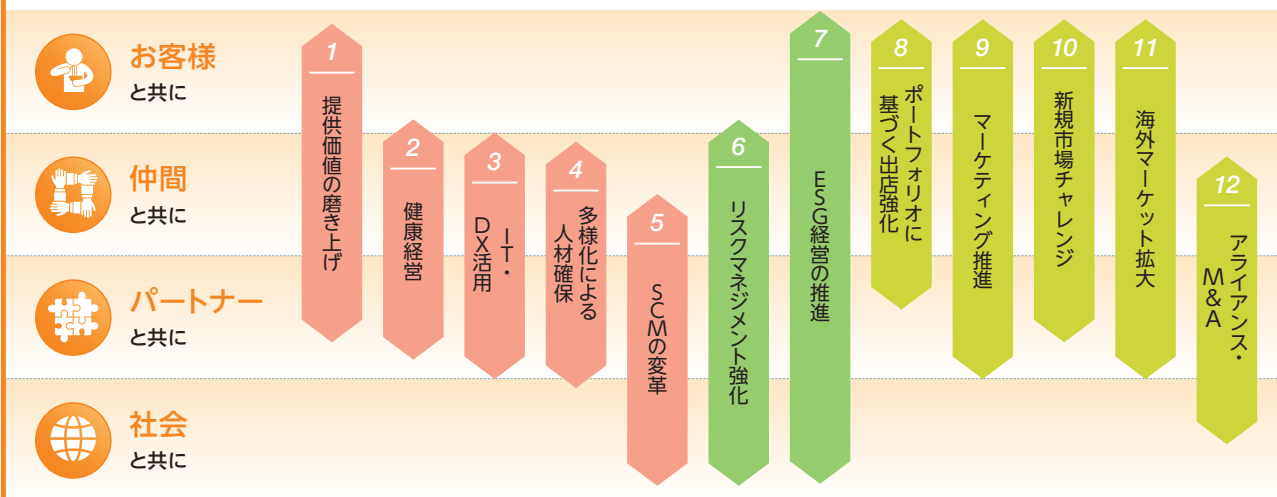 お客様
と共に
仲間
と共に
パートナー
と共に
社会
と共に
1
提供価値の磨き上げ
2
健康経営
3
IT・
DX活用
4
多様化による
人材確保
5
SCMの変革
6
リスクマネジメント強化
7
ESG経営の推進
8
ポートフォリオに
基づく出店強化
9
マーケティング推進
10
新規市場チャレンジ
11
海外マーケット拡大
12
アライアンス・
M&A